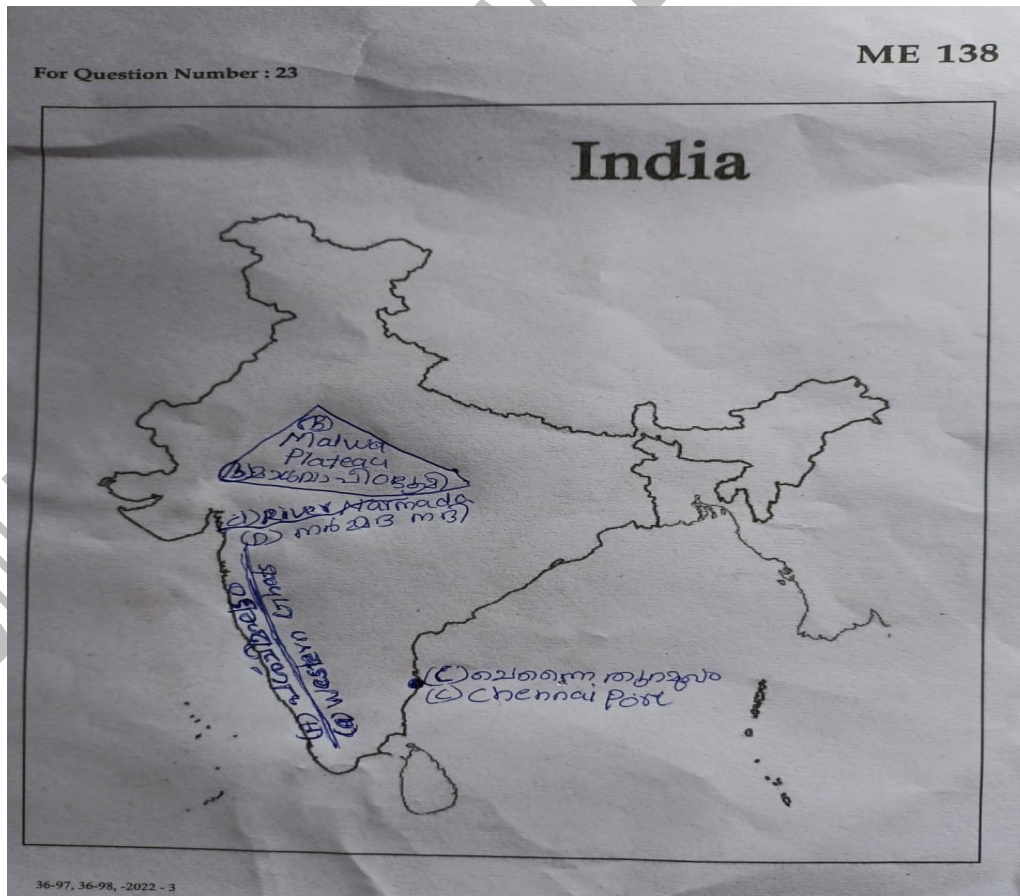 ME 138
For Question Number : 23
India
(B)
Malwa
Plateau
(B) മാൾവാ പീഠഭൂമി
(D) River Narmada
(D) നർമ്മദ നദി
Western Ghats
(A) പശ്ചിമഘട്ടം
(C) ചെന്നൈ തുറമുഖം
(C) Chennai Port
36-97, 36-98, -2022 - 3